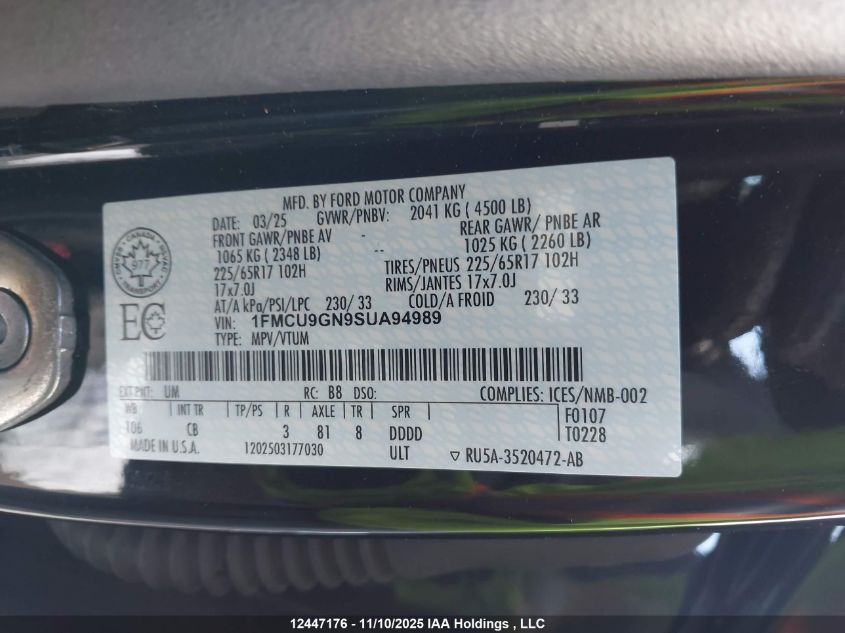 MFD. BY FORD MOTOR COMPANY
DATE: 03/25 GVWR/PNBV: 2041 KG ( 4500 LB)
FRONT GAWR/PNBE AV - REAR GAWR/ PNBE AR
1065 KG ( 2348 LB) -- 1025 KG ( 2260 LB)
225/65R17 102H TIRES/PNEUS 225/65R17 102H
17x7.0J RIMS/JANTES 17x7.0J
AT/A kPa/PSI/LPC 230/ 33 COLD/A FROID 230/ 33
VIN: 1FMCU9GN9SUA94989
TYPE: MPV/VTUM
CANADA
977
TRANSPORT
EC
EXT PNT: UM RC: B8 DSO: COMPLIES: ICES/NMB-002
WB INT TR TP/PS R AXLE TR SPR F0107
106 CB 3 81 8 DDDD T0228
MADE IN U.S.A. 1202503177030 ULT ▽ RU5A-3520472-AB
12447176 - 11/10/2025 IAA Holdings , LLC